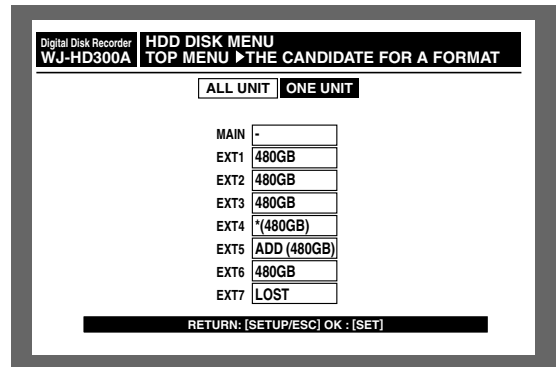 Digital Disk Recorder
WJ-HD300A
HDD DISK MENU
TOP MENU ▶THE CANDIDATE FOR A FORMAT
ALL UNIT ONE UNIT
MAIN -
EXT1 480GB
EXT2 480GB
EXT3 480GB
EXT4 *(480GB)
EXT5 ADD (480GB)
EXT6 480GB
EXT7 LOST
RETURN: [SETUP/ESC] OK : [SET]